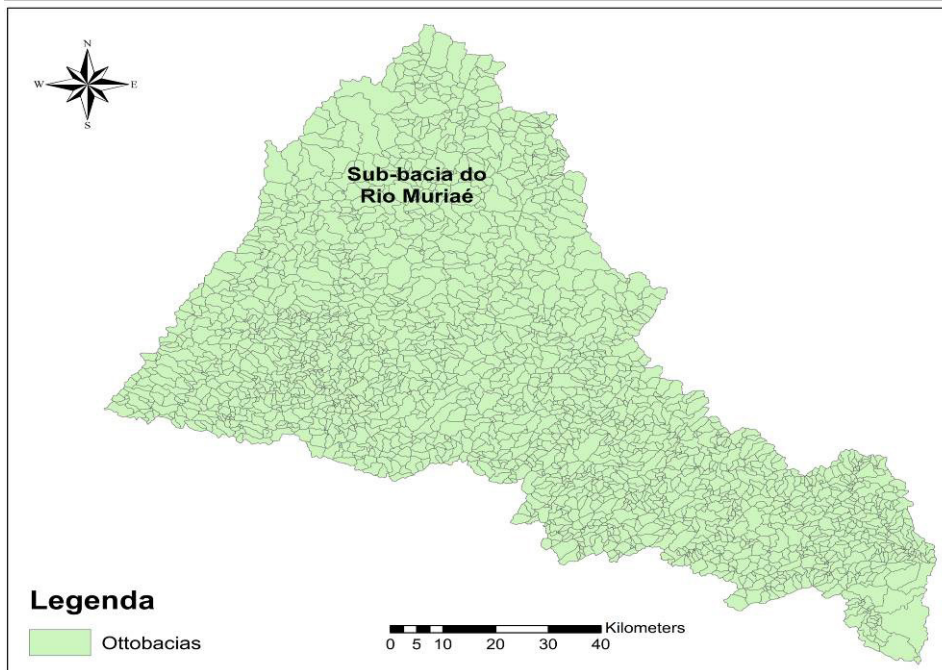 N
W E
S
Sub-bacia do
Rio Muriaé
Legenda
Ottobacias
Kilometers
0 5 10 20 30 40